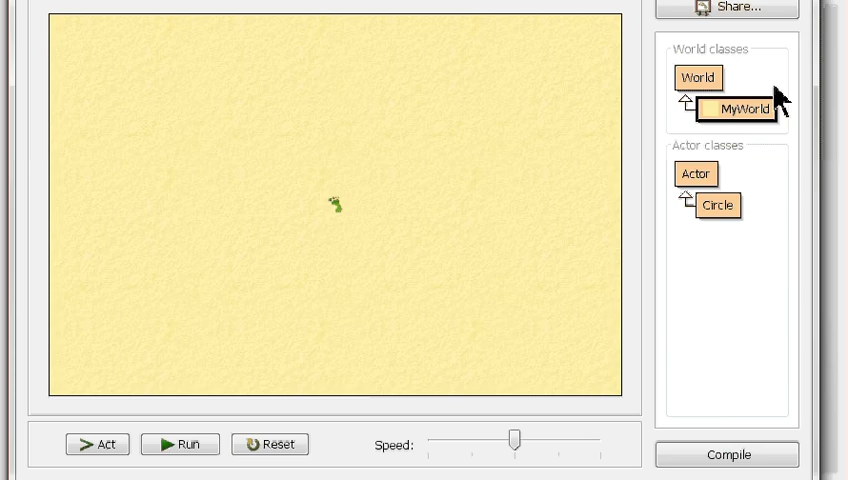 Share...
World classes
World
MyWorld
Actor classes
Actor
Circle
Act
Run
Reset
Speed:
Compile